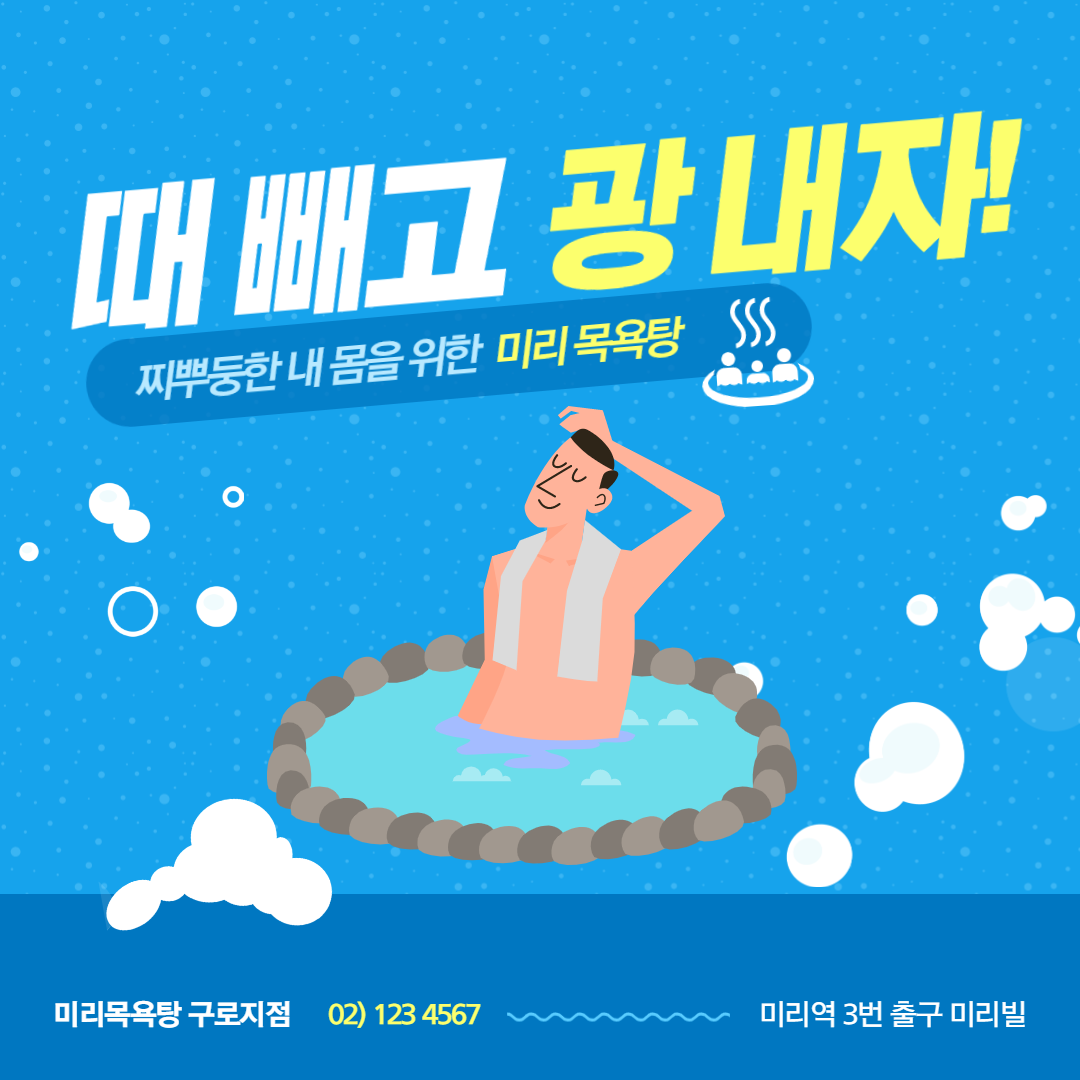 때 빼고 광 내자!
찌뿌둥한 내 몸을 위한 미리 목욕탕
미리목욕탕 구로지점 02) 123 4567 미리역 3번 출구 미리빌